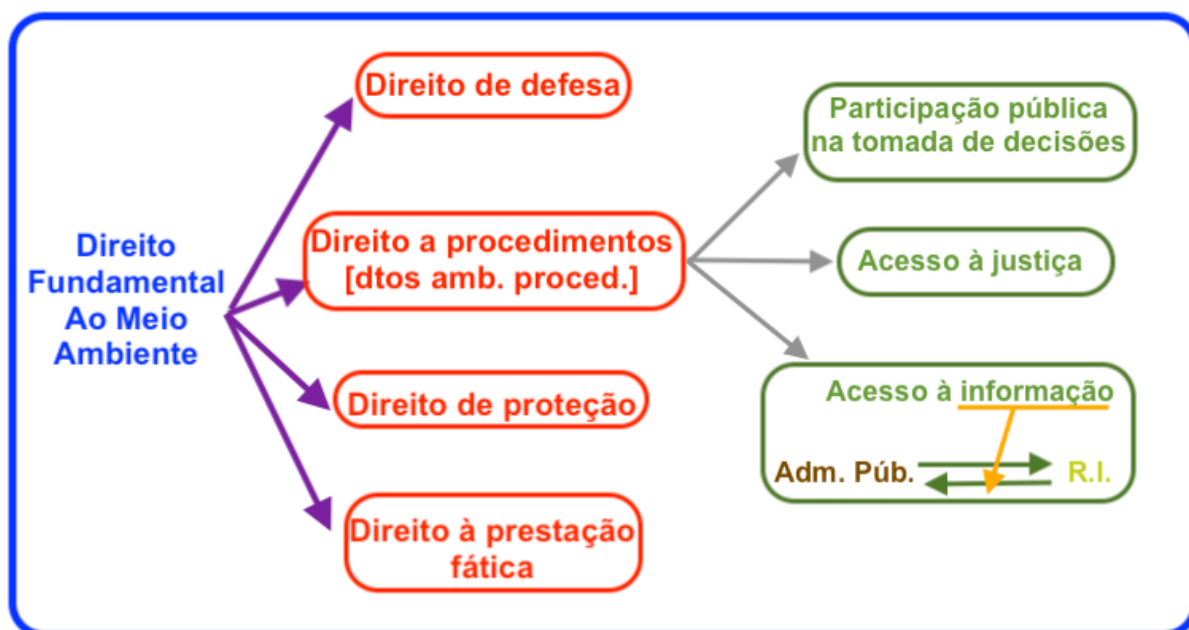 Direito
Fundamental
Ao Meio
Ambiente
Direito de defesa
Direito a procedimentos
[dtos amb. proced.]
Direito de proteção
Direito à prestação
fática
Participação pública
na tomada de decisões
Acesso à justiça
Acesso à informação
Adm. Púb. R.I.